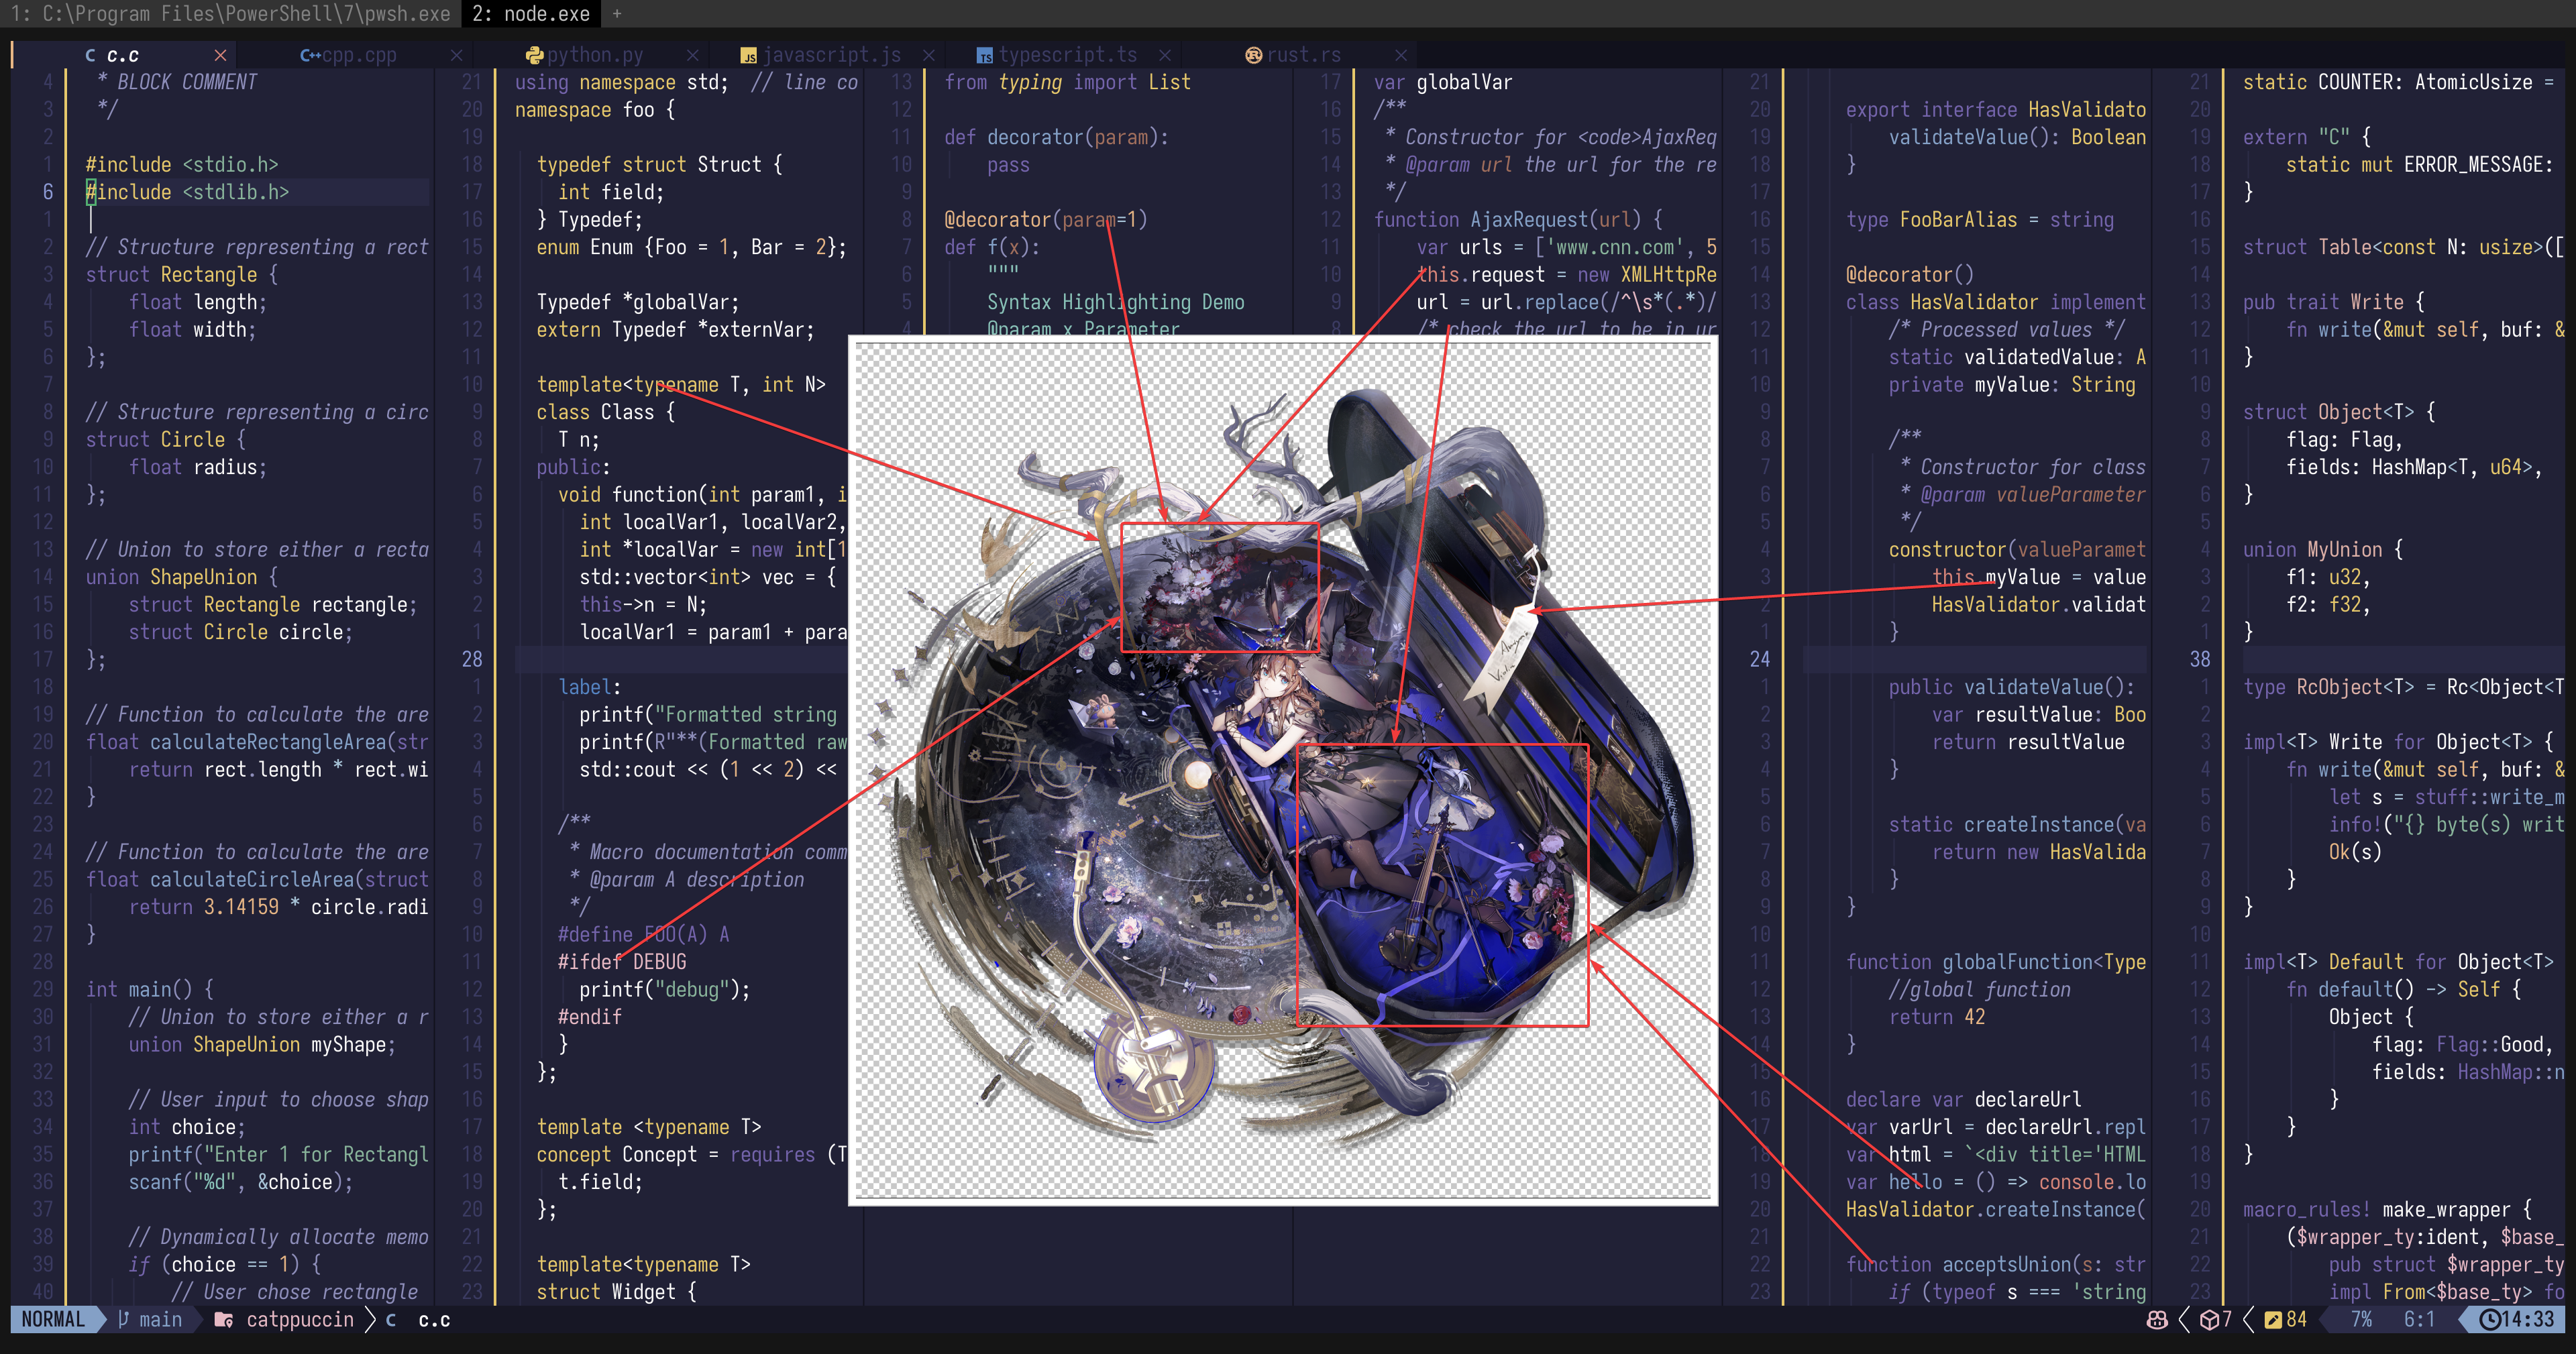 1: C:\Program Files\PowerShell\7\pwsh.exe 2: node.exe +
C c.c × C++ cpp.cpp × python.py × JS javascript.js × TS typescript.ts × rust.rs ×
4 * BLOCK COMMENT
3 */
2
1 #include <stdio.h>
6 #include <stdlib.h>
1
2 // Structure representing a rect
3 struct Rectangle {
4 float length;
5 float width;
6 };
7
8 // Structure representing a circ
9 struct Circle {
10 float radius;
11 };
12
13 // Union to store either a recta
14 union ShapeUnion {
15 struct Rectangle rectangle;
16 struct Circle circle;
17 };
18
19 // Function to calculate the are
20 float calculateRectangleArea(str
21 return rect.length * rect.wi
22 }
23
24 // Function to calculate the are
25 float calculateCircleArea(struct
26 return 3.14159 * circle.radi
27 }
28
29 int main() {
30 // Union to store either a r
31 union ShapeUnion myShape;
32
33 // User input to choose shap
34 int choice;
35 printf("Enter 1 for Rectangl
36 scanf("%d", &choice);
37
38 // Dynamically allocate memo
39 if (choice == 1) {
40 // User chose rectangle
21 using namespace std; // line co
20 namespace foo {
19
18 typedef struct Struct {
17 int field;
16 } Typedef;
15 enum Enum {Foo = 1, Bar = 2};
14
13 Typedef *globalVar;
12 extern Typedef *externVar;
11
10 template<typename T, int N>
9 class Class {
8 T n;
7 public:
6 void function(int param1, i
5 int localVar1, localVar2,
4 int *localVar = new int[1
3 std::vector<int> vec = {
2 this->n = N;
1 localVar1 = param1 + para
28
1 label:
2 printf("Formatted string
3 printf(R"**(Formatted raw
4 std::cout << (1 << 2) <<
5
6 /**
7 * Macro documentation comm
8 * @param A description
9 */
10 #define FOO(A) A
11 #ifdef DEBUG
12 printf("debug");
13 #endif
14 }
15 };
16
17 template <typename T>
18 concept Concept = requires (T
19 t.field;
20 };
21
22 template<typename T>
23 struct Widget {
13 from typing import List
12
11 def decorator(param):
10 pass
9
8 @decorator(param=1)
7 def f(x):
6 """
5 Syntax Highlighting Demo
4 @param x Parameter
17 var globalVar
16 /**
15 * Constructor for <code>AjaxReq
14 * @param url the url for the re
13 */
12 function AjaxRequest(url) {
11 var urls = ['www.cnn.com', 5
10 this.request = new XMLHttpRe
9 url = url.replace(/^\s*(.*)/
8 /* check the url to be in ur
21
20 export interface HasValidato
19 validateValue(): Boolean
18 }
17
16 type FooBarAlias = string
15
14 @decorator()
13 class HasValidator implement
12 /* Processed values */
11 static validatedValue: A
10 private myValue: String
9
8 /**
7 * Constructor for class
6 * @param valueParameter
5 */
4 constructor(valueParamet
3 this.myValue = value
2 HasValidator.validat
1 }
24
1 public validateValue():
2 var resultValue: Boo
3 return resultValue
4 }
5
6 static createInstance(va
7 return new HasValida
8 }
9 }
10
11 function globalFunction<Type
12 //global function
13 return 42
14 }
15
16 declare var declareUrl
17 var varUrl = declareUrl.repl
18 var html = `<div title='HTML
19 var hello = () => console.lo
20 HasValidator.createInstance(
21
22 function acceptsUnion(s: str
23 if (typeof s === 'string
21 static COUNTER: AtomicUsize =
20
19 extern "C" {
18 static mut ERROR_MESSAGE:
17 }
16
15 struct Table<const N: usize>([
14
13 pub trait Write {
12 fn write(&mut self, buf: &
11 }
10
9 struct Object<T> {
8 flag: Flag,
7 fields: HashMap<T, u64>,
6 }
5
4 union MyUnion {
3 f1: u32,
2 f2: f32,
1 }
38
1 type RcObject<T> = Rc<Object<T
2
3 impl<T> Write for Object<T> {
4 fn write(&mut self, buf: &
5 let s = stuff::write_m
6 info!("{} byte(s) writ
7 Ok(s)
8 }
9 }
10
11 impl<T> Default for Object<T>
12 fn default() -> Self {
13 Object {
14 flag: Flag::Good,
15 fields: HashMap::n
16 }
17 }
18 }
19
20 macro_rules! make_wrapper {
21 ($wrapper_ty:ident, $base_
22 pub struct $wrapper_ty
23 impl From<$base_ty> fo
NORMAL main catppuccin C c.c 7 84 7% 6:1 14:33